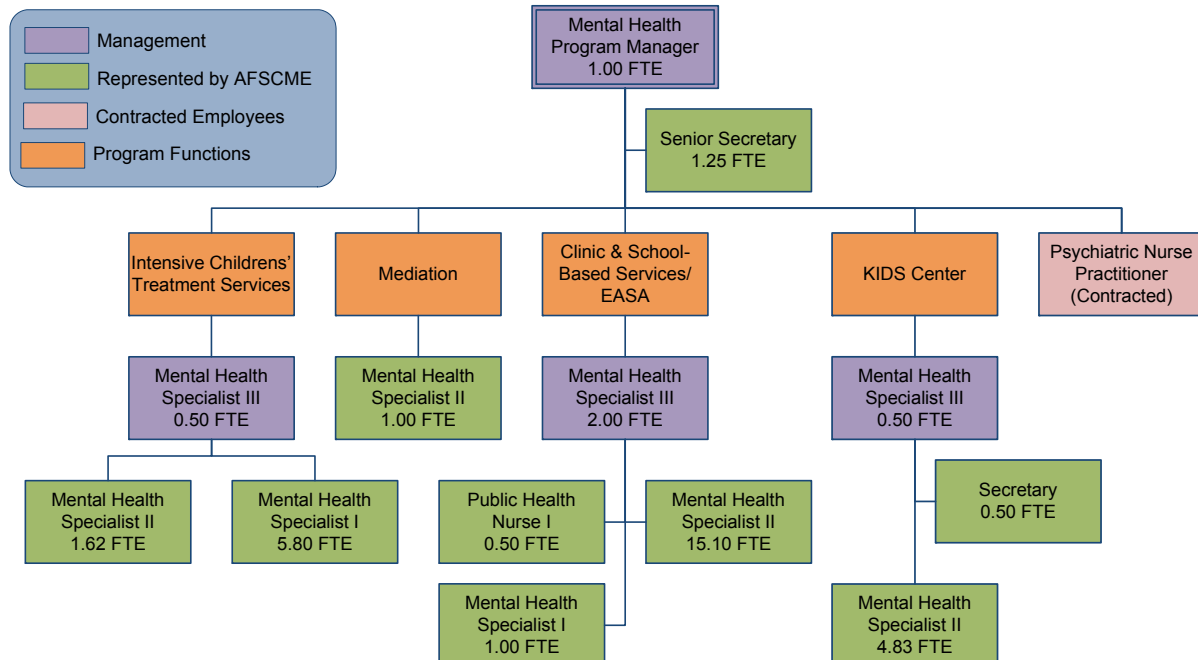 Management
Represented by AFSCME
Contracted Employees
Program Functions
Mental Health
Program Manager
1.00 FTE
Senior Secretary
1.25 FTE
Intensive Childrens’
Treatment Services
Mediation
Clinic & School-
Based Services/
EASA
KIDS Center
Psychiatric Nurse
Practitioner
(Contracted)
Mental Health
Specialist III
0.50 FTE
Mental Health
Specialist II
1.00 FTE
Mental Health
Specialist III
2.00 FTE
Mental Health
Specialist III
0.50 FTE
Mental Health
Specialist II
1.62 FTE
Mental Health
Specialist I
5.80 FTE
Public Health
Nurse I
0.50 FTE
Mental Health
Specialist II
15.10 FTE
Secretary
0.50 FTE
Mental Health
Specialist I
1.00 FTE
Mental Health
Specialist II
4.83 FTE